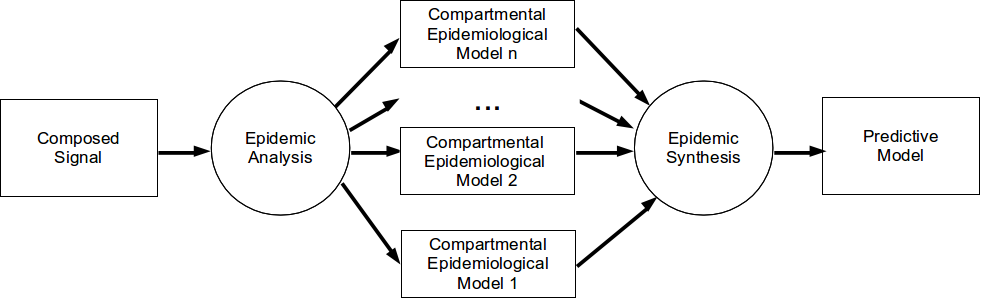 Composed
Signal
Epidemic
Analysis
Compartmental
Epidemiological
Model n
...
Compartmental
Epidemiological
Model 2
Compartmental
Epidemiological
Model 1
Epidemic
Synthesis
Predictive
Model